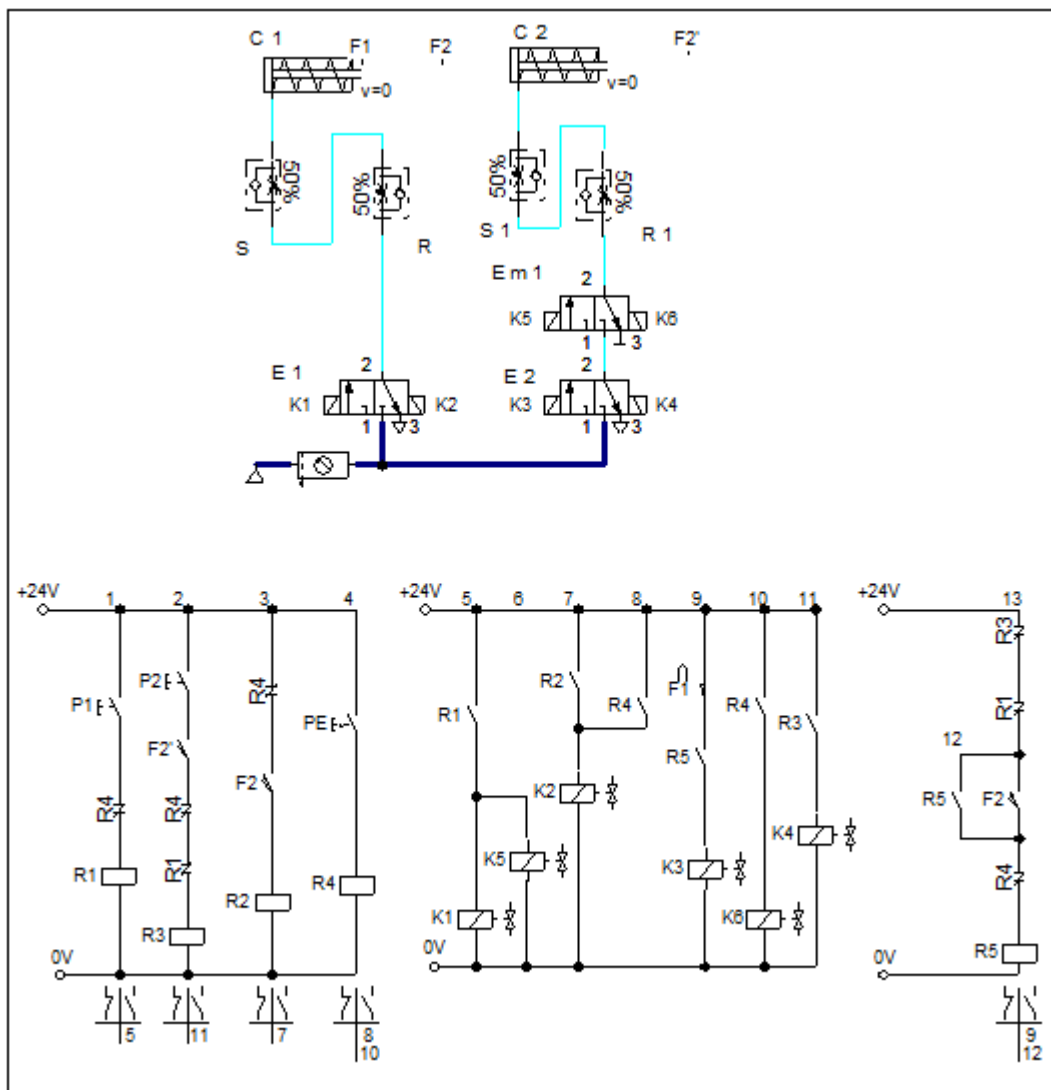 C 1 F1 F2 C 2 F2'
v=0 v=0
50% 50% 50% 50%
S R S 1 R 1
E m 1 2
K5 K6
1 3
E 1 2 E 2 2
K1 K2 K3 K4
1 3 1 3
+24V 1 2 3 4 +24V 5 6 7 8 9 10 11 +24V 13
R3
P2 R4 R2 F1
P1 PE R1 R4 R4 R3 R1
F2' R5 12
F2 R5 F2
R4 R4 K2
R1 K5 K4 R4
R1 R4 K3
R2 K1 K6
R3 R5
0V 0V 0V
5 11 7 8 9
10 12